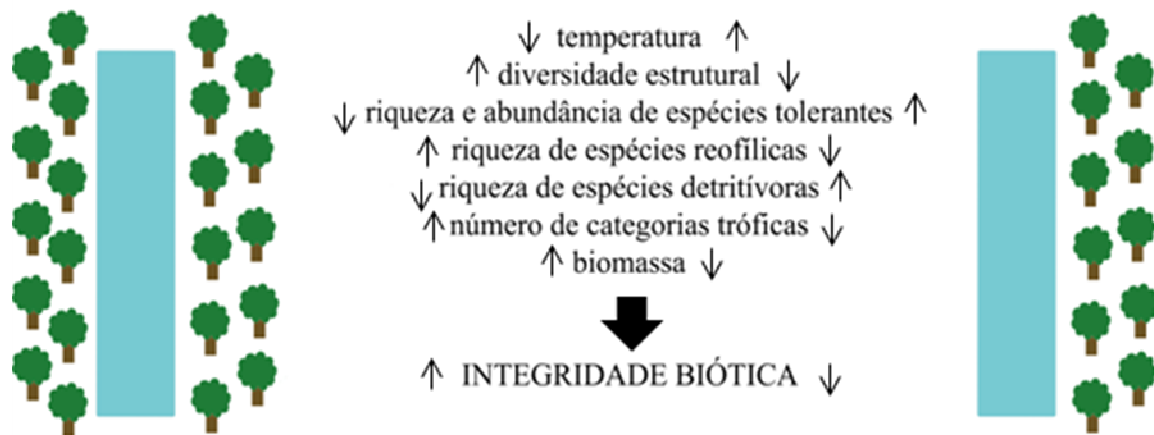 ↓ temperatura ↑
↑ diversidade estrutural ↓
↓ riqueza e abundância de espécies tolerantes ↑
↑ riqueza de espécies reofílicas ↓
↓ riqueza de espécies detritívoras ↑
↑ número de categorias tróficas ↓
↑ biomassa ↓
↑ INTEGRIDADE BIÓTICA ↓